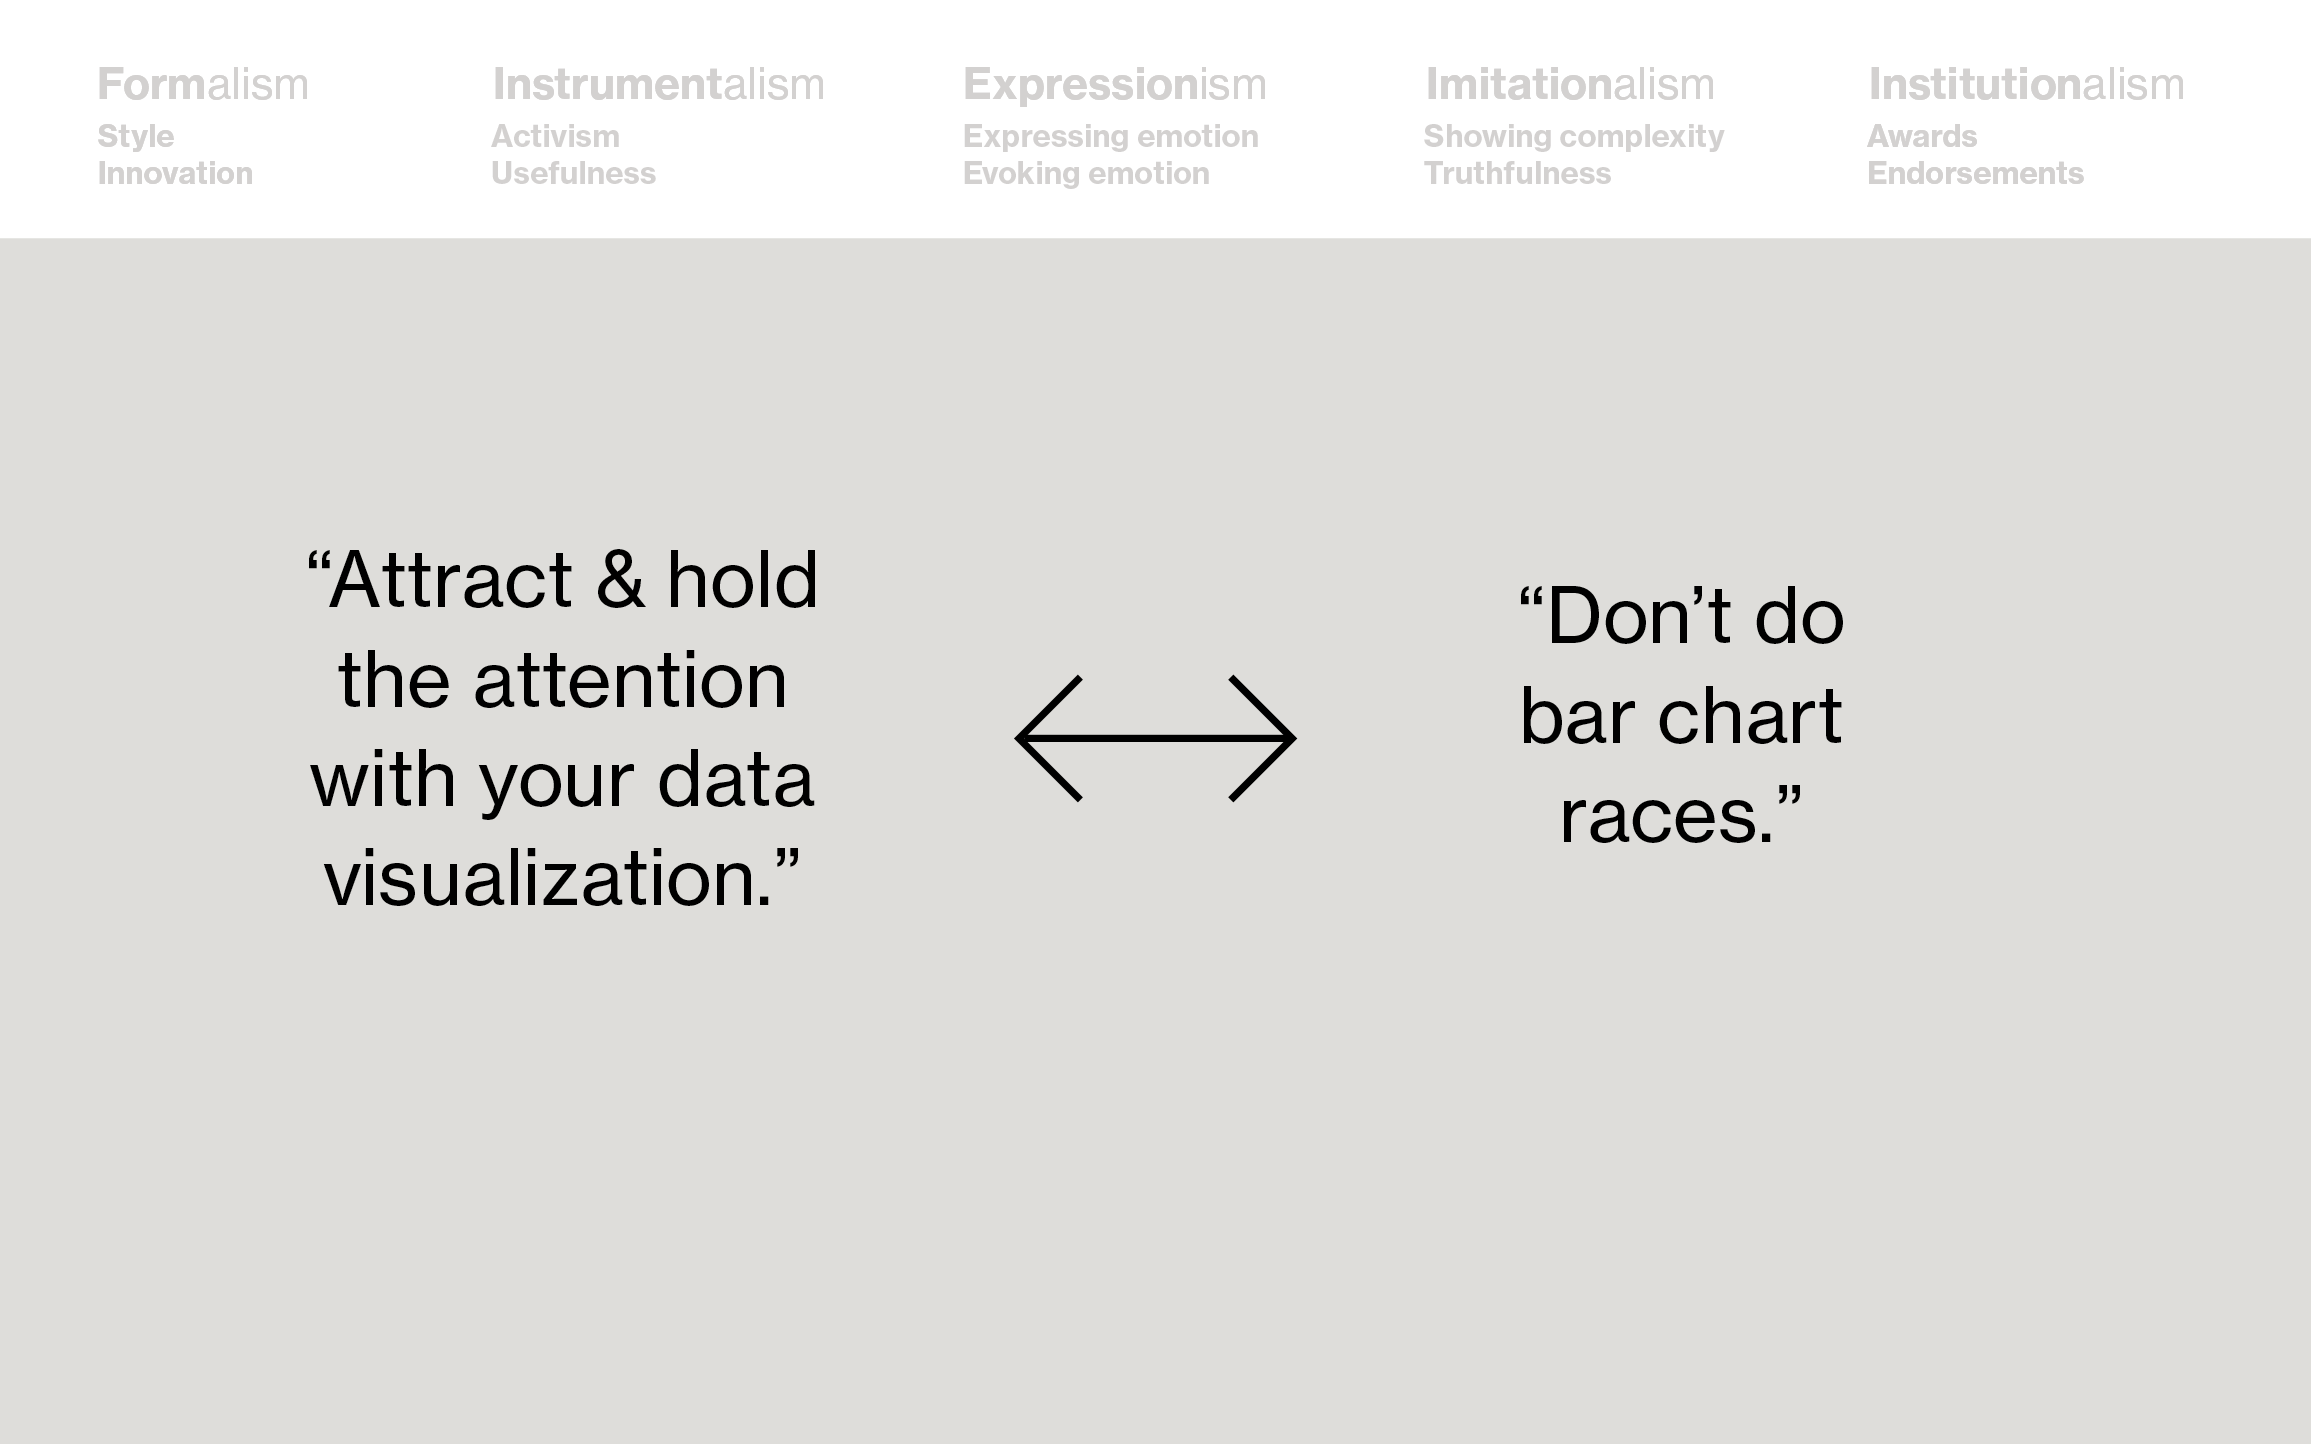 Formalism
Style
Innovation
Instrumentalism
Activism
Usefulness
Expressionism
Expressing emotion
Evoking emotion
Imitationalism
Showing complexity
Truthfulness
Institutionalism
Awards
Endorsements
“Attract & hold
the attention
with your data
visualization.”
“Don’t do
bar chart
races.”